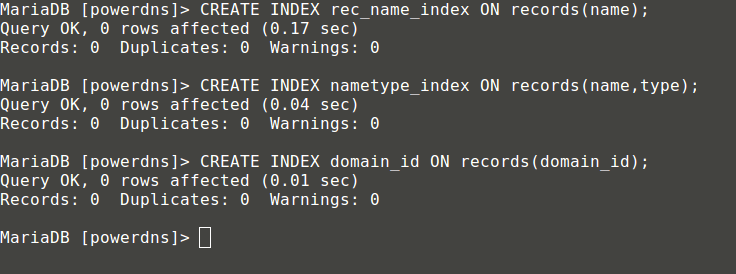 MariaDB [powerdns]> CREATE INDEX rec_name_index ON records(name);
Query OK, 0 rows affected (0.17 sec)
Records: 0  Duplicates: 0  Warnings: 0
MariaDB [powerdns]> CREATE INDEX nametype_index ON records(name,type);
Query OK, 0 rows affected (0.04 sec)
Records: 0  Duplicates: 0  Warnings: 0
MariaDB [powerdns]> CREATE INDEX domain_id ON records(domain_id);
Query OK, 0 rows affected (0.01 sec)
Records: 0  Duplicates: 0  Warnings: 0
MariaDB [powerdns]>